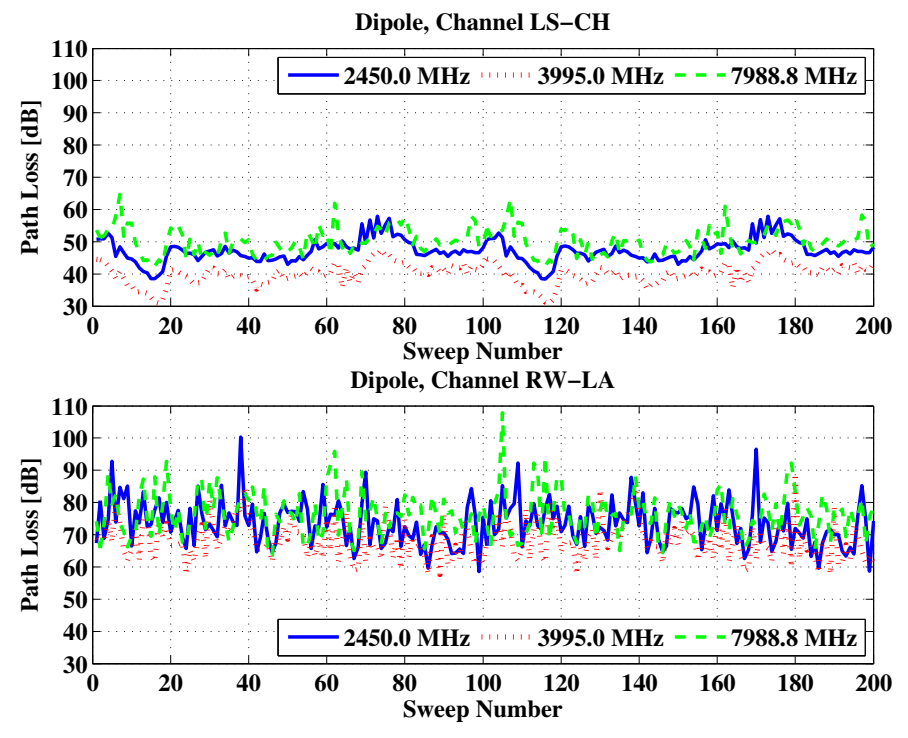 Dipole, Channel LS−CH
110
100
90
80
70
60
50
40
30
Path Loss [dB]
2450.0 MHz 3995.0 MHz 7988.8 MHz
0 20 40 60 80 100 120 140 160 180 200
Sweep Number
Dipole, Channel RW−LA
110
100
90
80
70
60
50
40
30
Path Loss [dB]
2450.0 MHz 3995.0 MHz 7988.8 MHz
0 20 40 60 80 100 120 140 160 180 200
Sweep Number